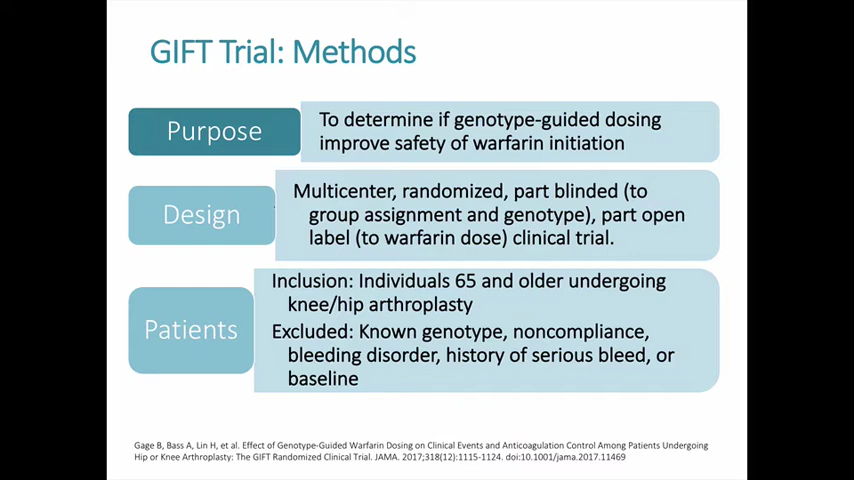 GIFT Trial: Methods
Purpose
To determine if genotype-guided dosing
improve safety of warfarin initiation
Design
Multicenter, randomized, part blinded (to
group assignment and genotype), part open
label (to warfarin dose) clinical trial.
Patients
Inclusion: Individuals 65 and older undergoing
knee/hip arthroplasty
Excluded: Known genotype, noncompliance,
bleeding disorder, history of serious bleed, or
baseline
Gage B, Bass A, Lin H, et al. Effect of Genotype-Guided Warfarin Dosing on Clinical Events and Anticoagulation Control Among Patients Undergoing
Hip or Knee Arthroplasty: The GIFT Randomized Clinical Trial. JAMA. 2017;318(12):1115-1124. doi:10.1001/jama.2017.11469